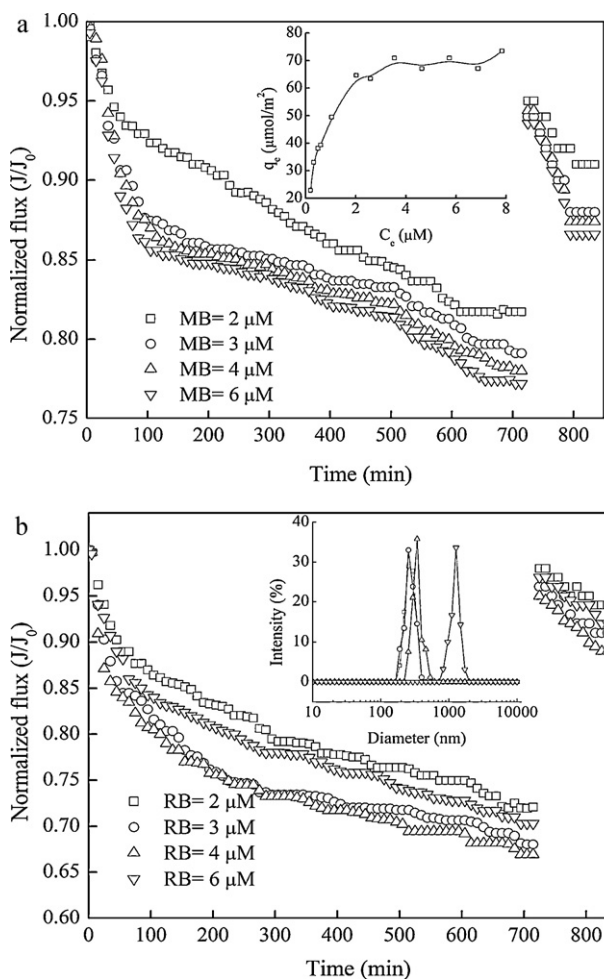 a
1.00
0.95
0.90
0.85
0.80
0.75
Normalized flux (J/J0)
80
70
60
50
40
30
20
qe (µmol/m²)
0 2 4 6 8
Ce (µM)
MB= 2 µM
MB= 3 µM
MB= 4 µM
MB= 6 µM
0 100 200 300 400 500 600 700 800
Time (min)
b
1.00
0.95
0.90
0.85
0.80
0.75
0.70
0.65
0.60
Normalized flux (J/J0)
40
30
20
10
0
Intensity (%)
10 100 1000 10000
Diameter (nm)
RB= 2 µM
RB= 3 µM
RB= 4 µM
RB= 6 µM
0 100 200 300 400 500 600 700 800
Time (min)